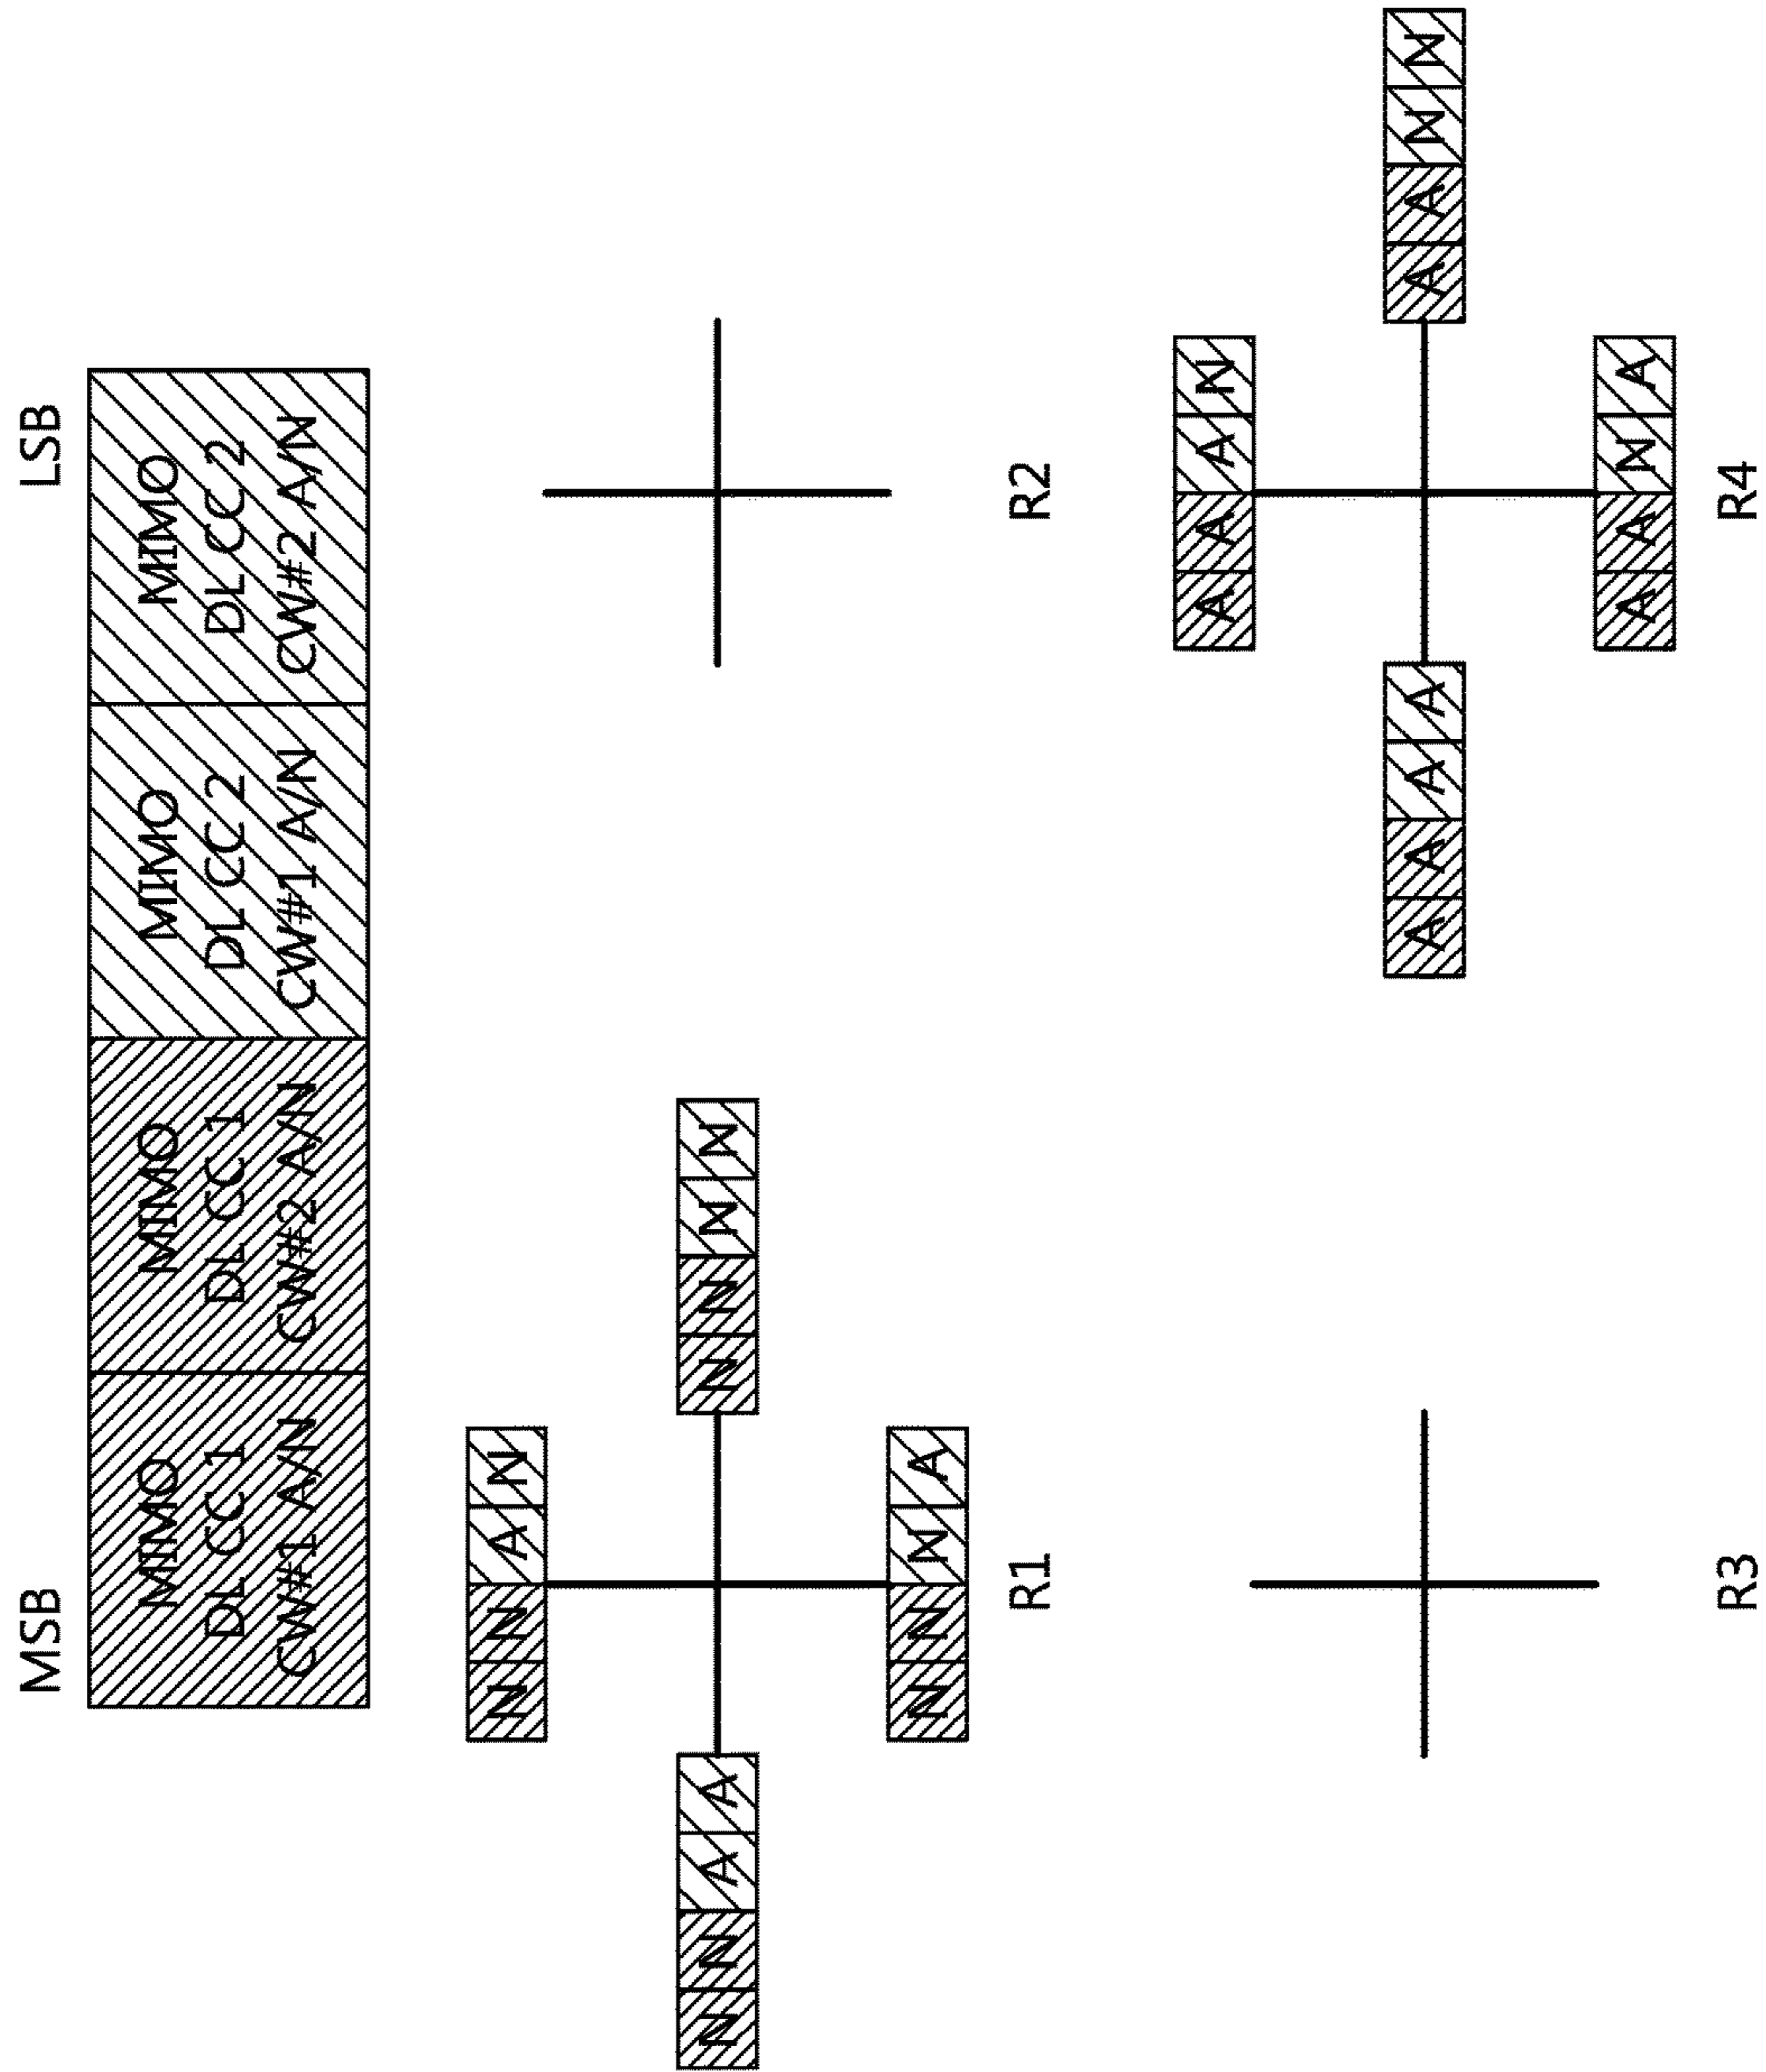 MSB LSB
MIMO
DL CC1
CW#1 A/N
MIMO
DL CC1
CW#2 A/N
MIMO
DL CC2
CW#1 A/N
MIMO
DL CC2
CW#2 A/N
N N A N
N N A A
N N N N
N N N A
R1
R2
A A A N
A A A A
A A N N
A A N A
R3
R4